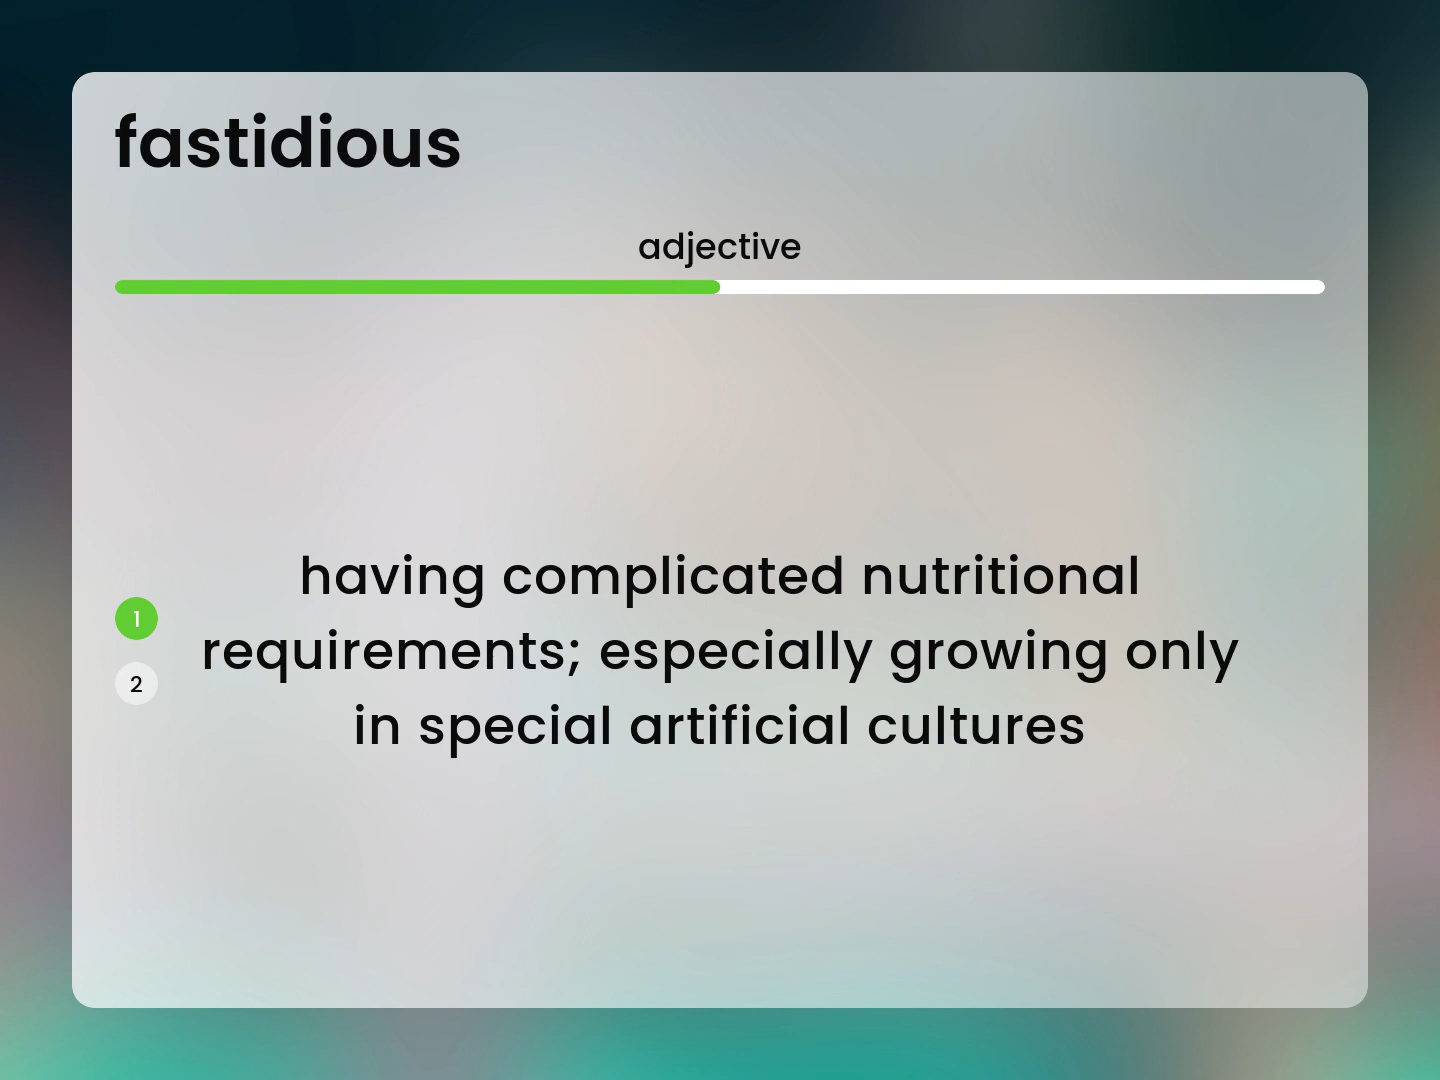 fastidious
adjective
having complicated nutritional
requirements; especially growing only
in special artificial cultures
1
2